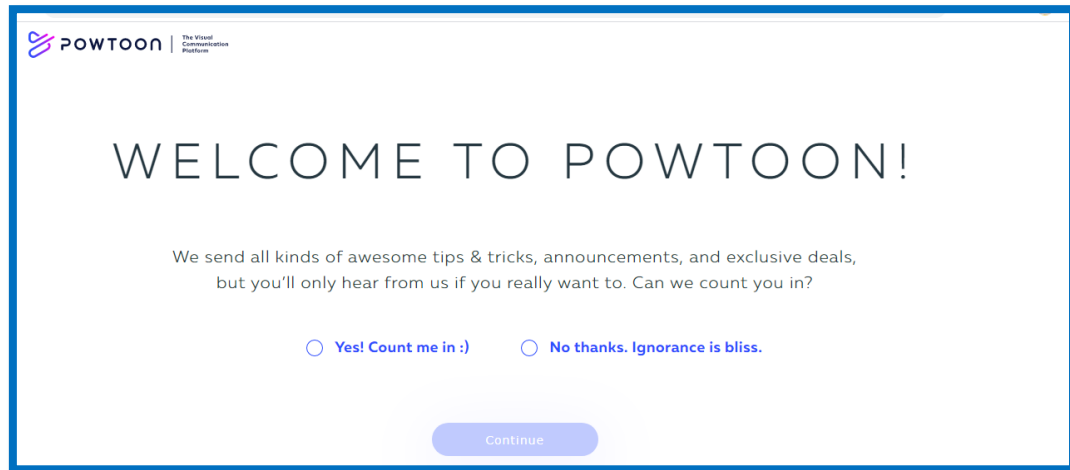 POWTOON
The Visual
Communication
Platform
WELCOME TO POWTOON!
We send all kinds of awesome tips & tricks, announcements, and exclusive deals,
but you'll only hear from us if you really want to. Can we count you in?
Yes! Count me in :) No thanks. Ignorance is bliss.
Continue